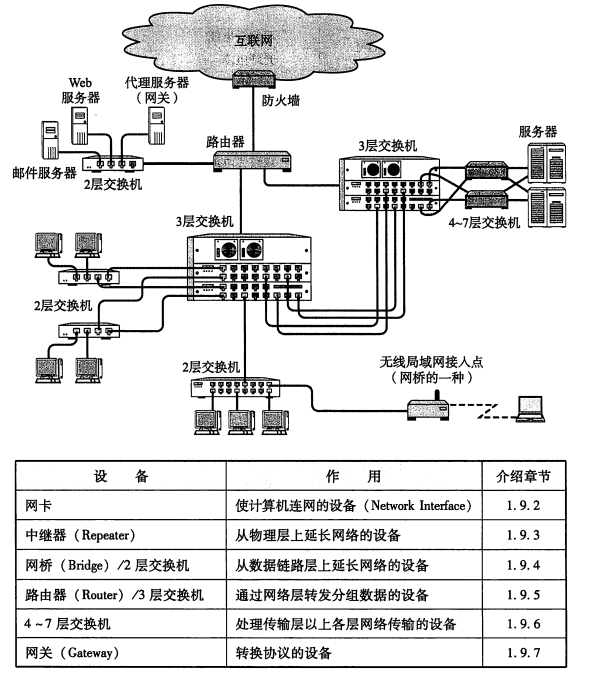 互联网
防火墙
Web
服务器
代理服务器
（网关）
邮件服务器
2层交换机
路由器
3层交换机
服务器
4~7层交换机
3层交换机
2层交换机
2层交换机
无线局域网接入点
（网桥的一种）
设 备 作 用 介绍章节
网卡 使计算机连网的设备（Network Interface） 1.9.2
中继器（Repeater） 从物理层上延长网络的设备 1.9.3
网桥（Bridge）/2层交换机 从数据链路层上延长网络的设备 1.9.4
路由器（Router）/3层交换机 通过网络层转发分组数据的设备 1.9.5
4~7层交换机 处理传输层以上各层网络传输的设备 1.9.6
网关（Gateway） 转换协议的设备 1.9.7